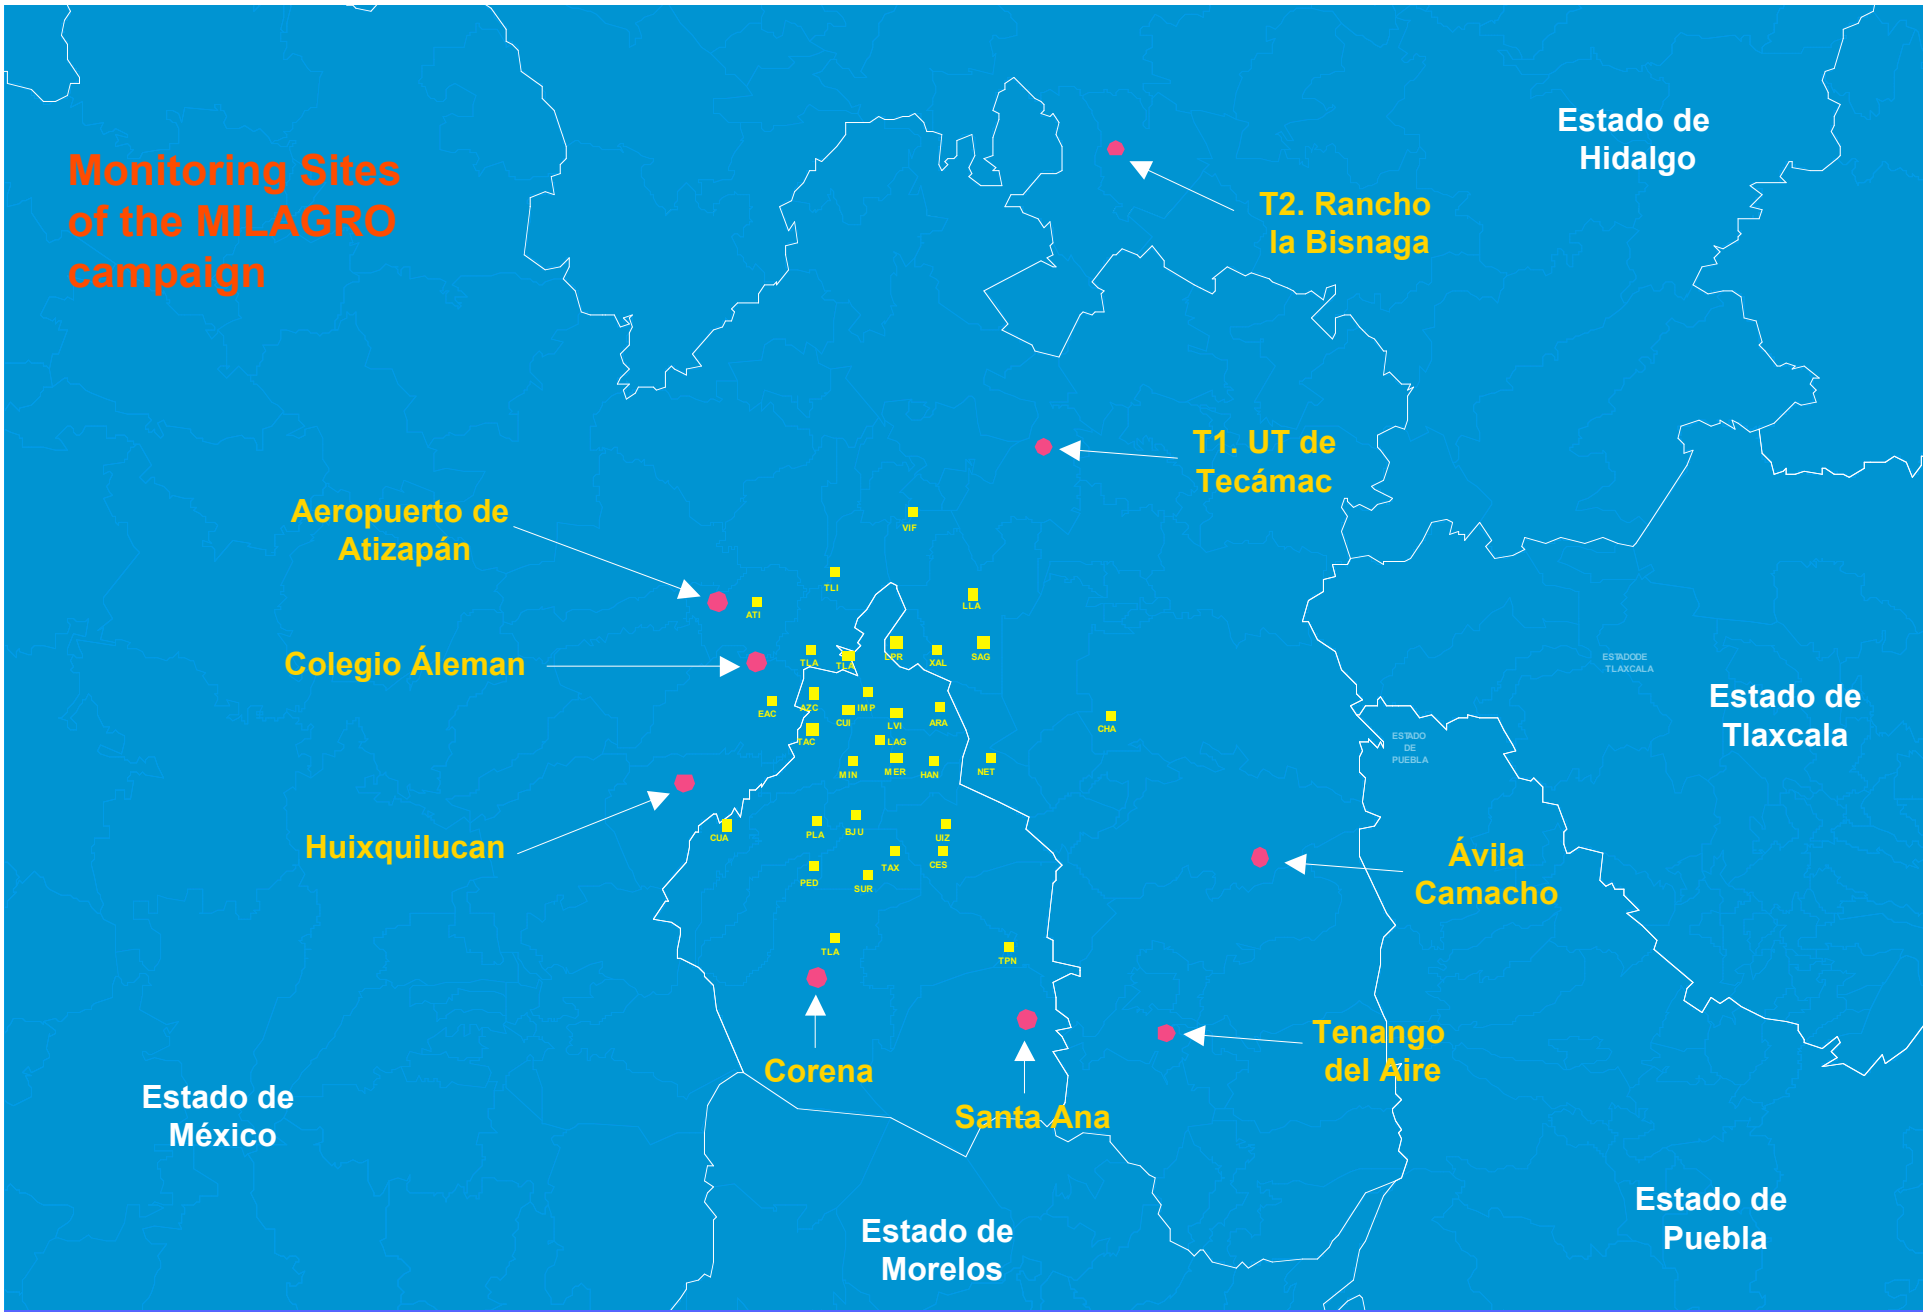 Monitoring Sites
of the MILAGRO
campaign
Estado de
Hidalgo
T2. Rancho
la Bisnaga
T1. UT de
Tecámac
Aeropuerto de
Atizapán
VIF
TLI
ATI
LLA
Colegio Áleman
TLA
TLA
LPR
XAL
SAG
ESTADODE
TLAXCALA
Estado de
Tlaxcala
EAC
AZC
IMP
CUI
LVI
ARA
CHA
TAC
LAG
ESTADO
DE
PUEBLA
MIN
MER
HAN
NET
Huixquilucan
CUA
PLA
BJU
UIZ
TAX
CES
PED
SUR
Ávila
Camacho
TLA
TPN
Corena
Santa Ana
Tenango
del Aire
Estado de
México
Estado de
Morelos
Estado de
Puebla